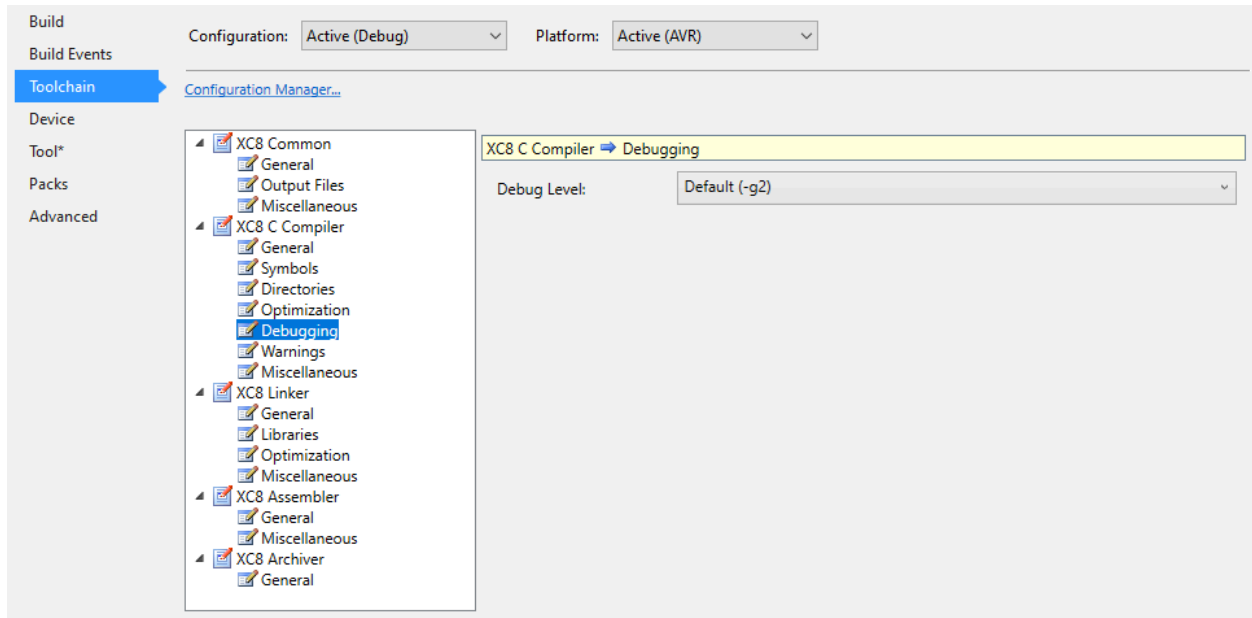 Build
Build Events
Toolchain
Device
Tool*
Packs
Advanced
Configuration: Active (Debug) Platform: Active (AVR)
Configuration Manager...
XC8 Common
General
Output Files
Miscellaneous
XC8 C Compiler
General
Symbols
Directories
Optimization
Debugging
Warnings
Miscellaneous
XC8 Linker
General
Libraries
Optimization
Miscellaneous
XC8 Assembler
General
Miscellaneous
XC8 Archiver
General
XC8 C Compiler ➡ Debugging
Debug Level: Default (-g2)